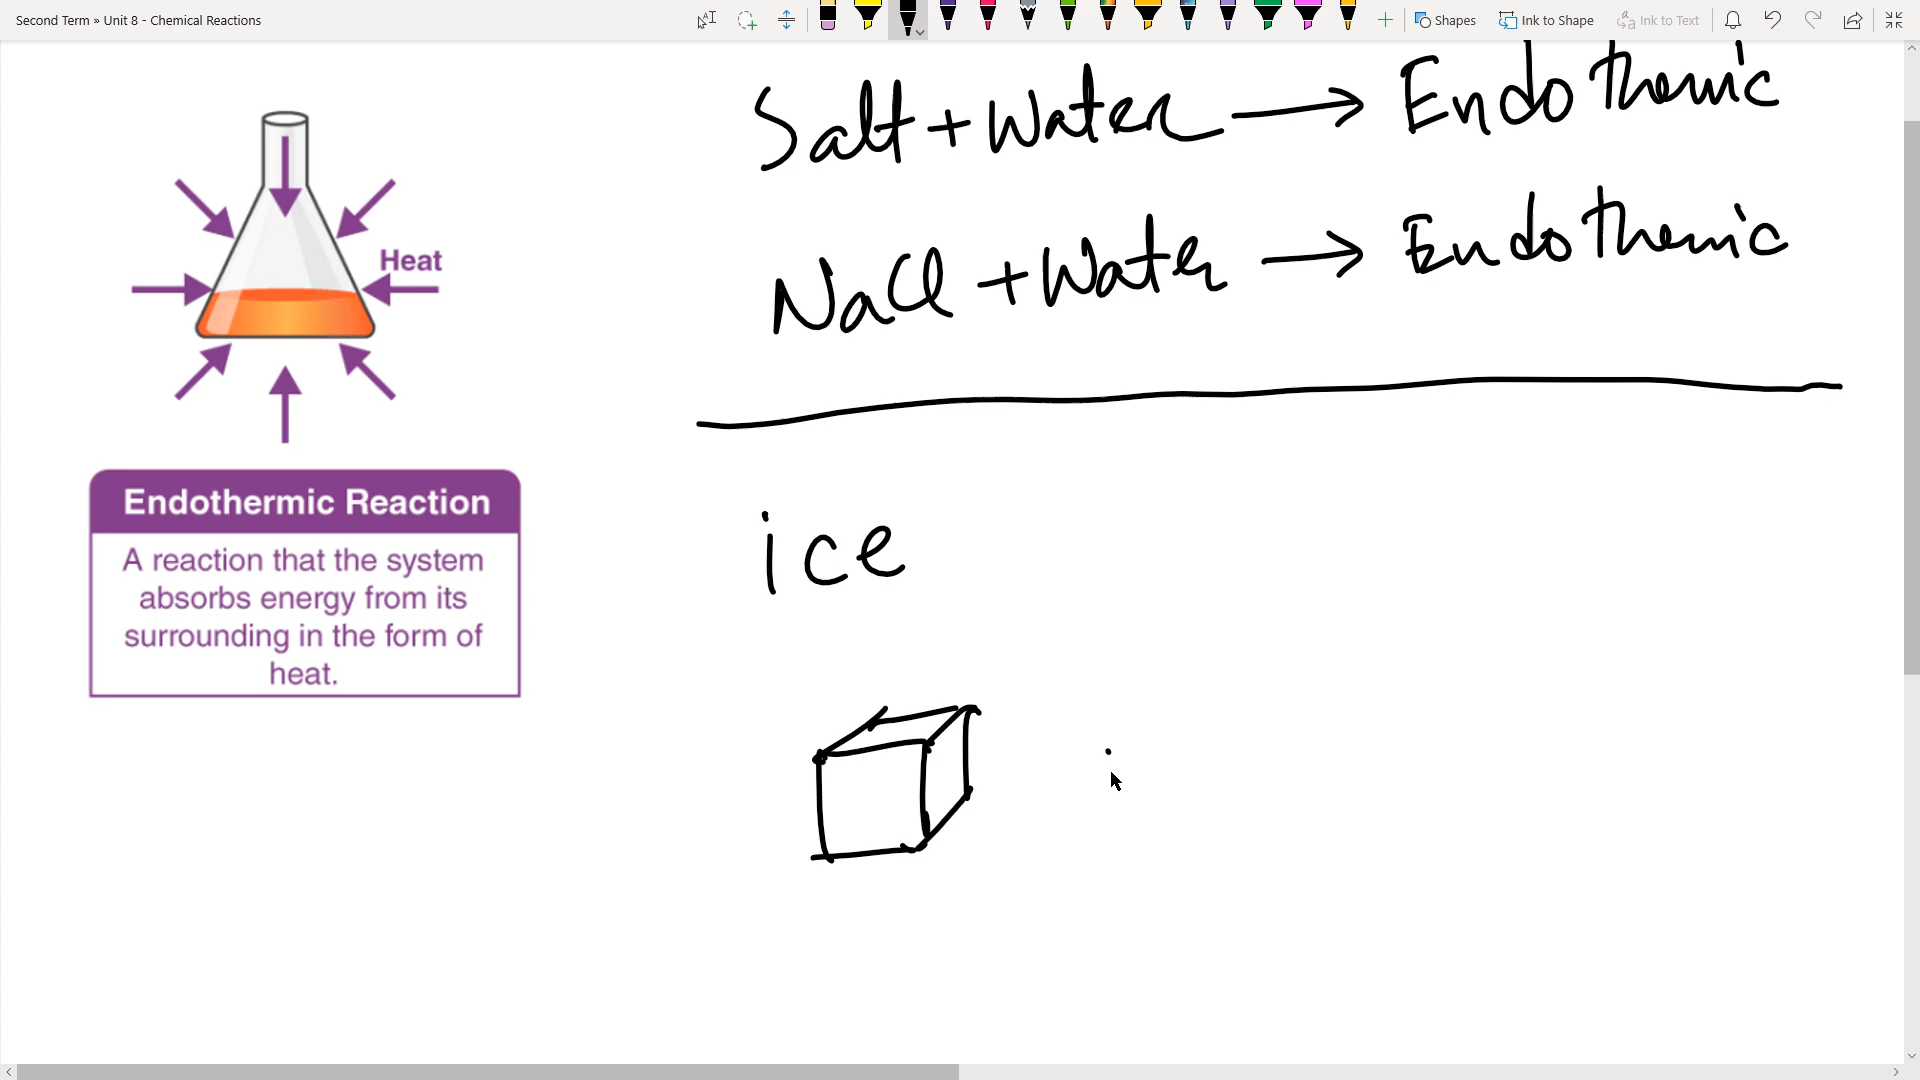 Second Term » Unit 8 - Chemical Reactions
Shapes
Ink to Shape
Ink to Text
Salt + Water → Endothermic
NaCl + Water → Endothermic
Heat
Endothermic Reaction
A reaction that the system
absorbs energy from its
surrounding in the form of
heat.
ice